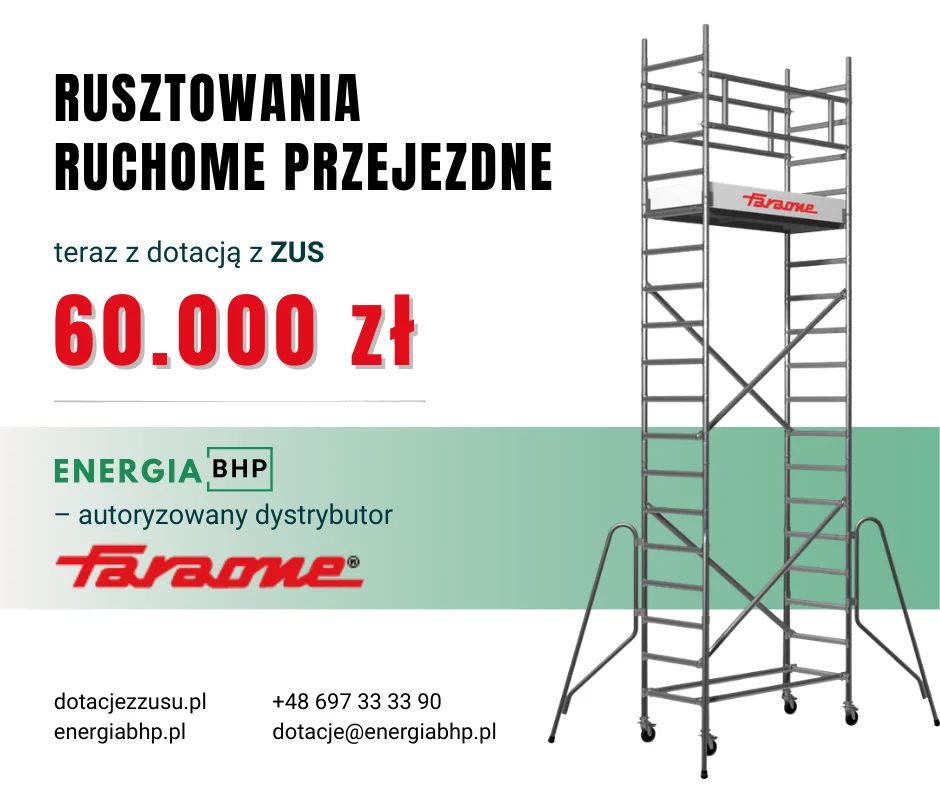 RUSZTOWANIA
RUCHOME PRZEJEZDNE
teraz z dotacją z ZUS
60.000 zł
faraone
ENERGIA BHP
– autoryzowany dystrybutor
faraone®
dotacjezzusu.pl
energiabhp.pl
+48 697 33 33 90
dotacje@energiabhp.pl